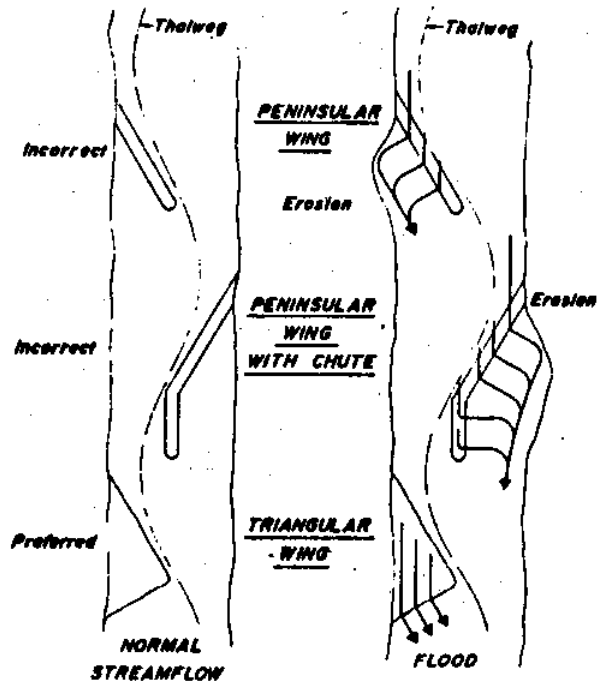 Thalweg
Thalweg
PENINSULAR
WING
Incorrect
Erosion
Erosion
PENINSULAR
WING
WITH CHUTE
Incorrect
TRIANGULAR
WING
Preferred
NORMAL
STREAMFLOW
FLOOD